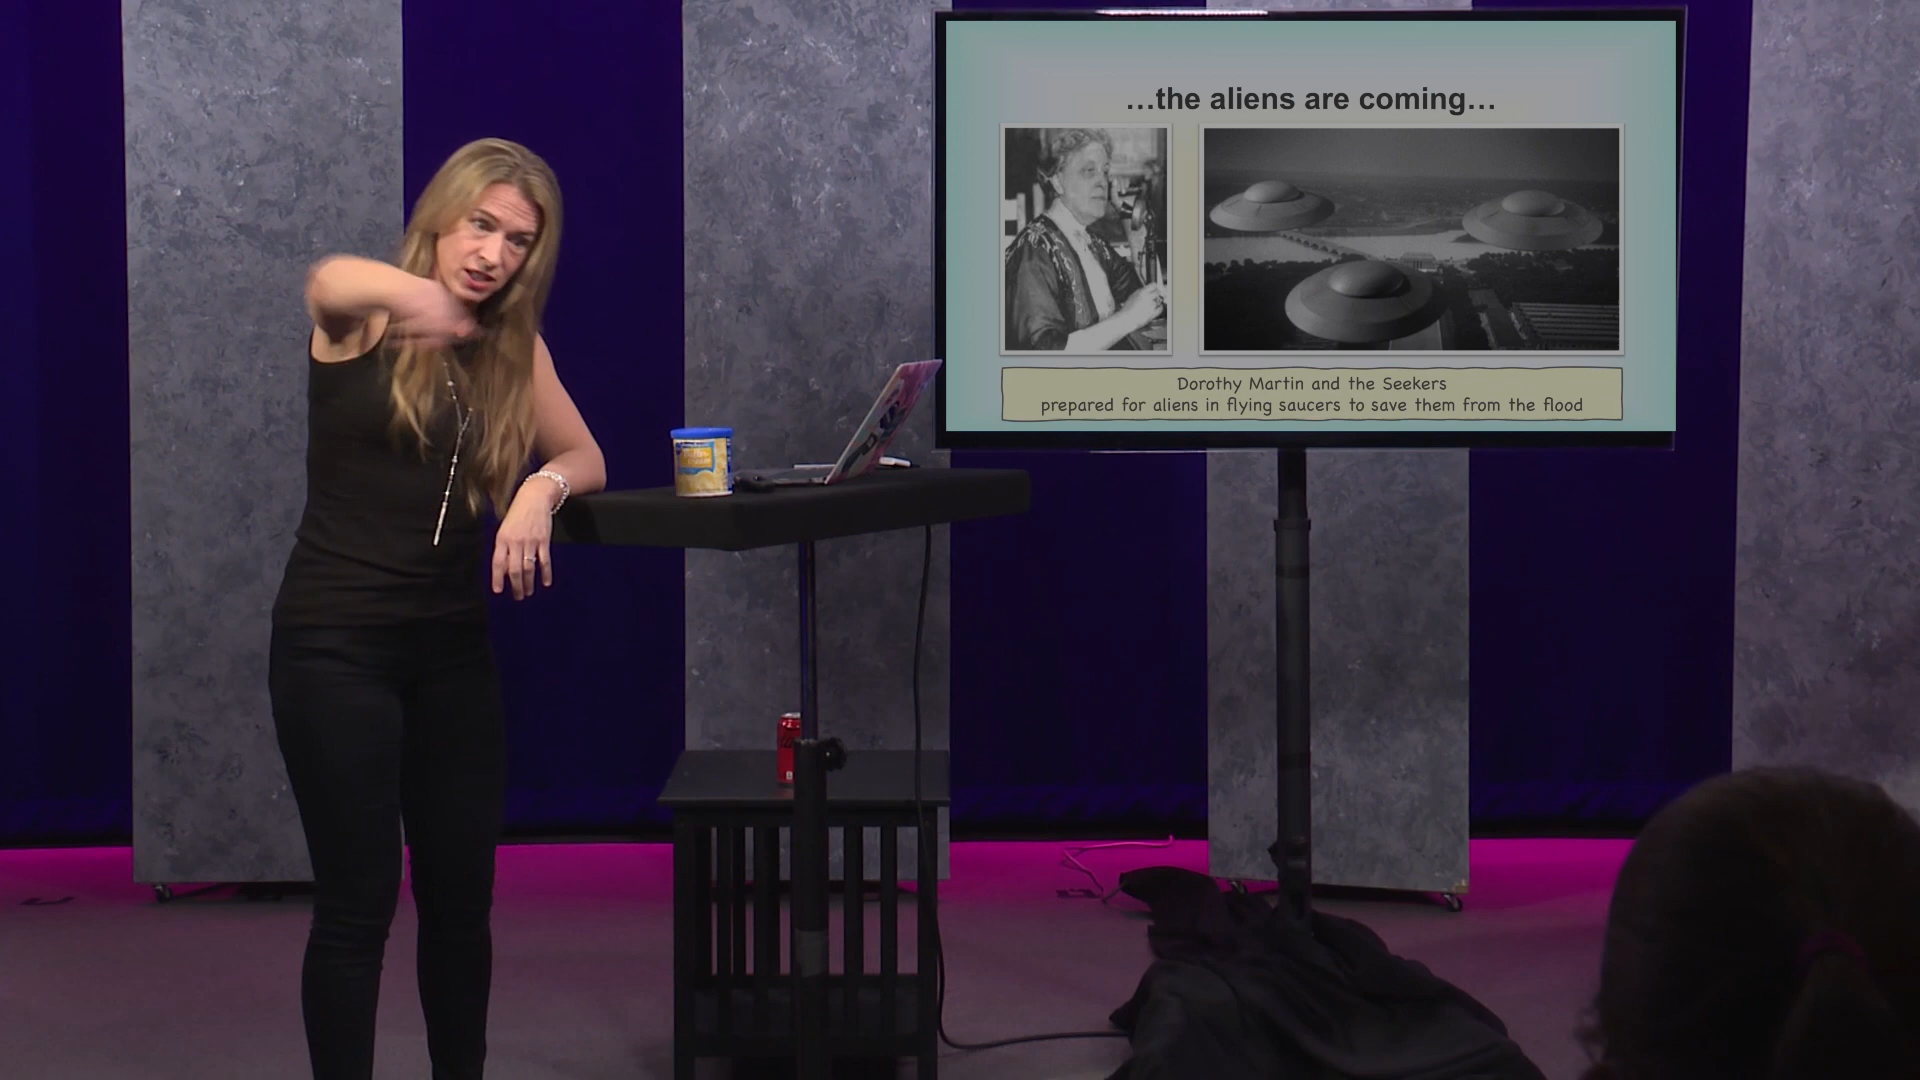 …the aliens are coming…
Dorothy Martin and the Seekers
prepared for aliens in flying saucers to save them from the flood